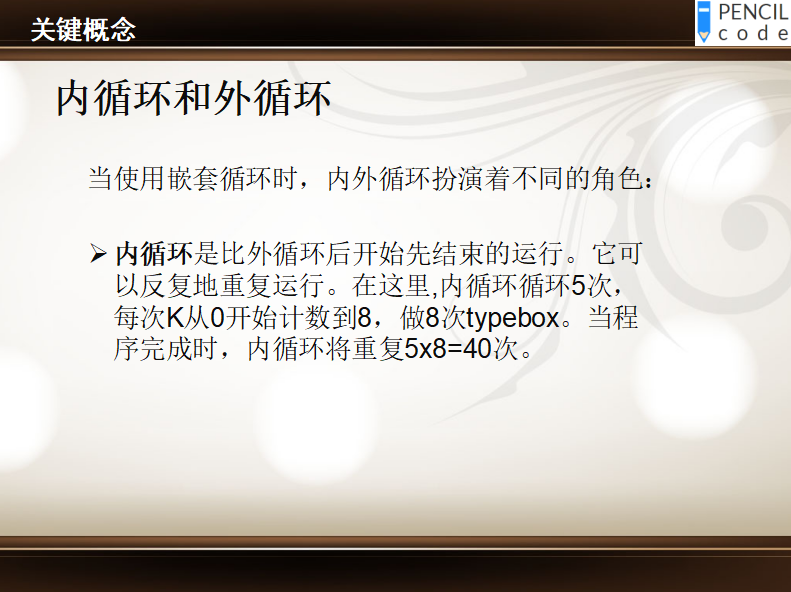 关键概念
PENCIL
code
内循环和外循环
当使用嵌套循环时，内外循环扮演着不同的角色：
➢ 内循环是比外循环后开始先结束的运行。它可
以反复地重复运行。在这里,内循环循环5次，
每次K从0开始计数到8，做8次typebox。当程
序完成时，内循环将重复5x8=40次。